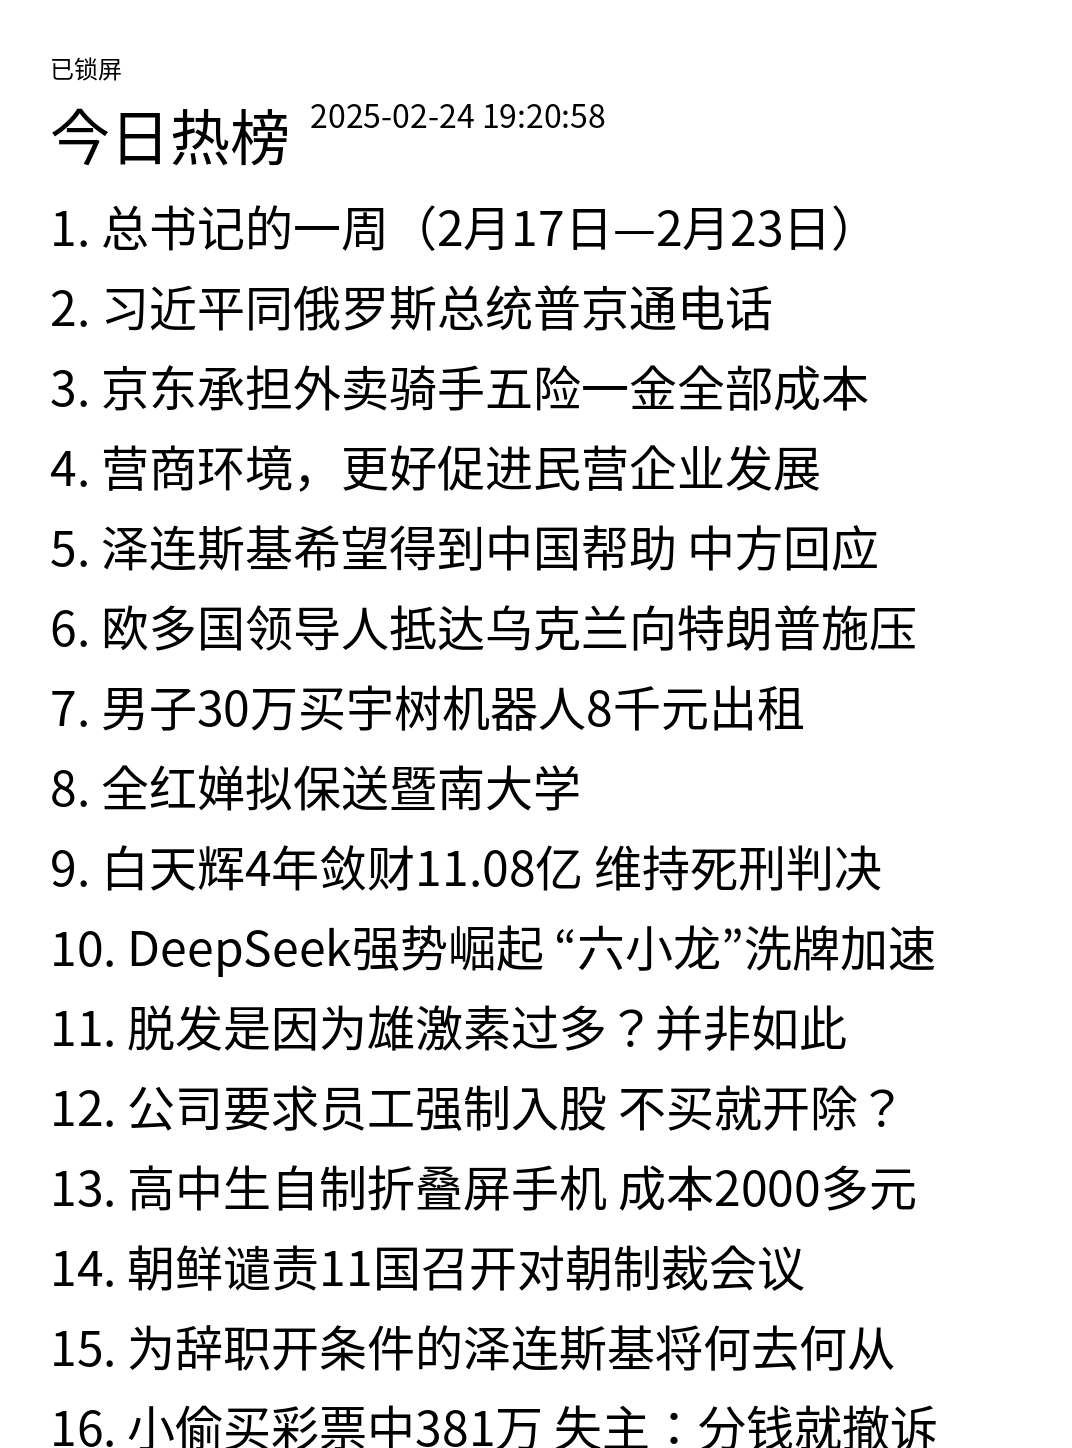 已锁屏
今日热榜 2025-02-24 19:20:58
1. 总书记的一周（2月17日—2月23日）
2. 习近平同俄罗斯总统普京通电话
3. 京东承担外卖骑手五险一金全部成本
4. 营商环境，更好促进民营企业发展
5. 泽连斯基希望得到中国帮助 中方回应
6. 欧多国领导人抵达乌克兰向特朗普施压
7. 男子30万买宇树机器人8千元出租
8. 全红婵拟保送暨南大学
9. 白天辉4年敛财11.08亿 维持死刑判决
10. DeepSeek强势崛起 “六小龙”洗牌加速
11. 脱发是因为雄激素过多？并非如此
12. 公司要求员工强制入股 不买就开除？
13. 高中生自制折叠屏手机 成本2000多元
14. 朝鲜谴责11国召开对朝制裁会议
15. 为辞职开条件的泽连斯基将何去何从
16. 小偷买彩票中381万 失主：分钱就撤诉